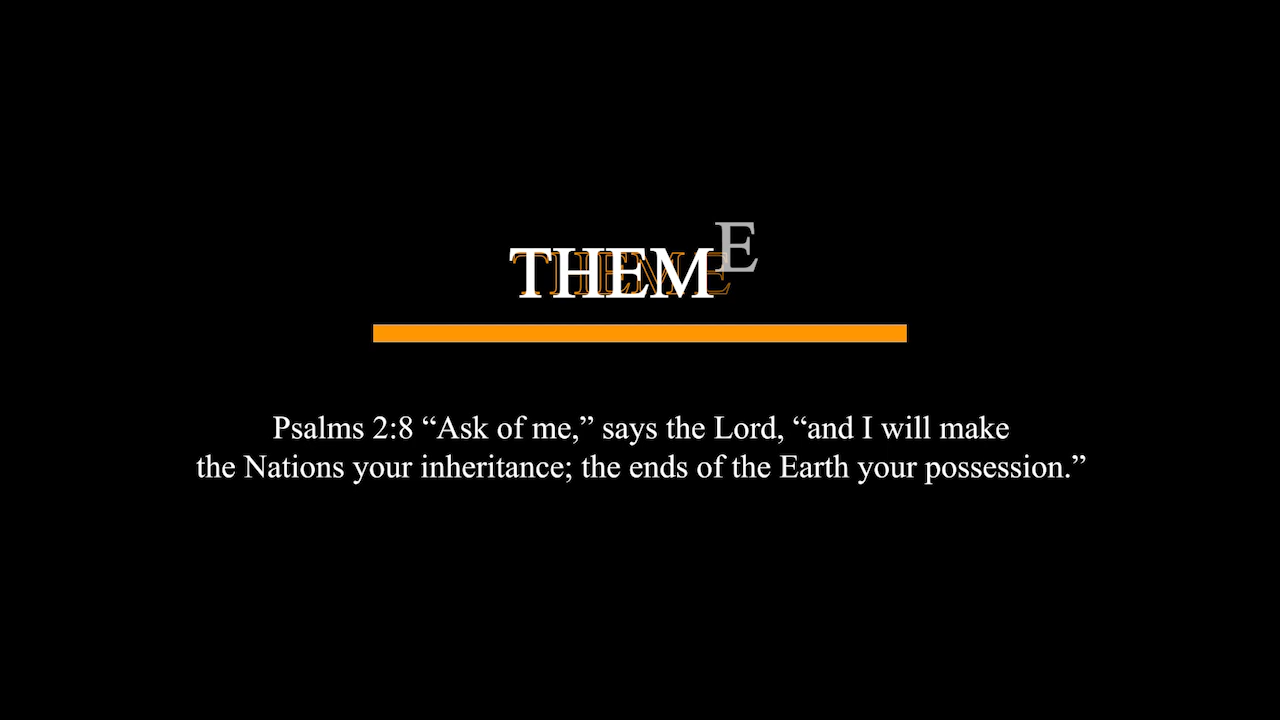 THEME
Psalms 2:8 “Ask of me,” says the Lord, “and I will make
the Nations your inheritance; the ends of the Earth your possession.”